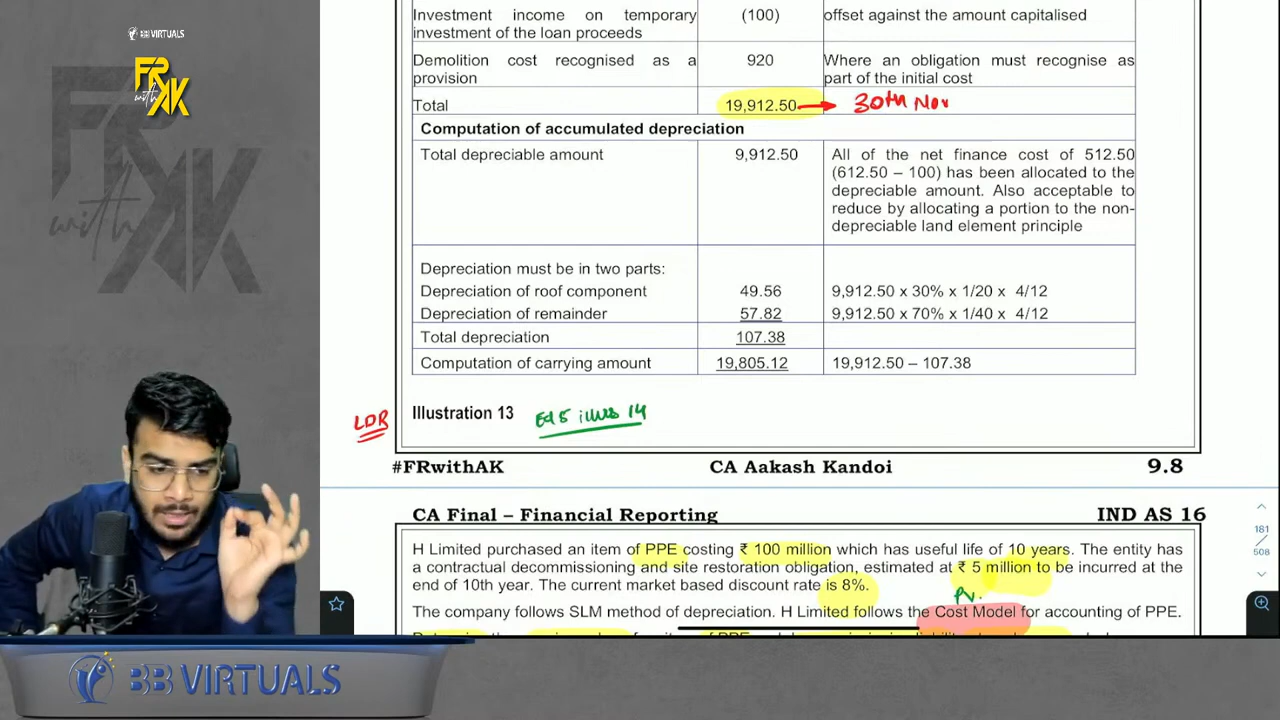 BB VIRTUALS
FR
with
AK
FR
with
AK
Investment income on temporary investment of the loan proceeds (100) offset against the amount capitalised
Demolition cost recognised as a provision 920 Where an obligation must recognise as part of the initial cost
Total 19,912.50 → 30th Nov
Computation of accumulated depreciation
Total depreciable amount 9,912.50 All of the net finance cost of 512.50
(612.50 – 100) has been allocated to the
depreciable amount. Also acceptable to
reduce by allocating a portion to the non-
depreciable land element principle
Depreciation must be in two parts:
Depreciation of roof component 49.56 9,912.50 x 30% x 1/20 x 4/12
Depreciation of remainder 57.82 9,912.50 x 70% x 1/40 x 4/12
Total depreciation 107.38
Computation of carrying amount 19,805.12 19,912.50 – 107.38
LDR Illustration 13 illus 14
#FRwithAK CA Aakash Kandoi 9.8
CA Final – Financial Reporting IND AS 16
181
508
H Limited purchased an item of PPE costing ₹ 100 million which has useful life of 10 years. The entity has
a contractual decommissioning and site restoration obligation, estimated at ₹ 5 million to be incurred at the
end of 10th year. The current market based discount rate is 8%.
PV.
The company follows SLM method of depreciation. H Limited follows the Cost Model for accounting of PPE.
BB VIRTUALS